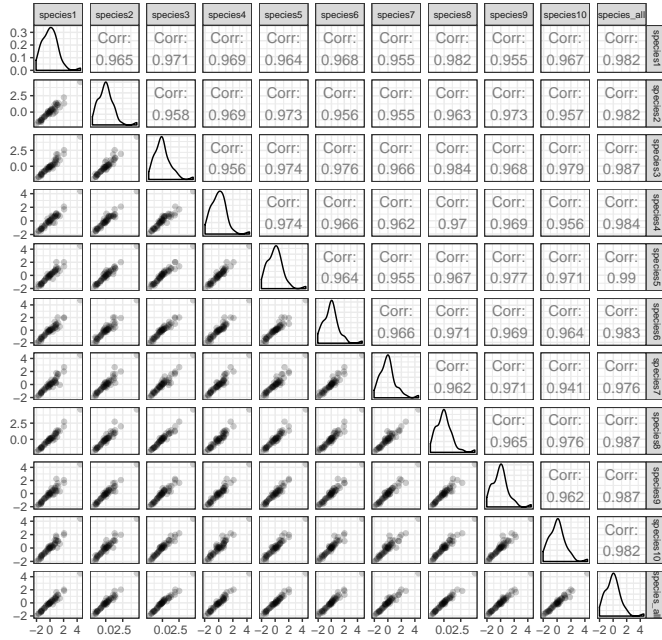 species1 species2 species3 species4 species5 species6 species7 species8 species9 species10 species_all
0.3
0.2
0.1
0.0
Corr: Corr: Corr: Corr: Corr: Corr: Corr: Corr: Corr: Corr:
0.965 0.971 0.969 0.964 0.968 0.955 0.982 0.955 0.967 0.982
species1
2.5
0.0
Corr: Corr: Corr: Corr: Corr: Corr: Corr: Corr: Corr:
0.958 0.969 0.973 0.956 0.955 0.963 0.973 0.957 0.982
species2
2.5
0.0
Corr: Corr: Corr: Corr: Corr: Corr: Corr: Corr:
0.956 0.974 0.976 0.966 0.984 0.968 0.979 0.987
species3
4
2
0
−2
Corr: Corr: Corr: Corr: Corr: Corr: Corr:
0.974 0.966 0.962 0.97 0.969 0.956 0.984
species4
4
2
0
−2
Corr: Corr: Corr: Corr: Corr: Corr:
0.964 0.955 0.967 0.977 0.971 0.99
species5
4
2
0
−2
Corr: Corr: Corr: Corr: Corr:
0.966 0.971 0.969 0.964 0.983
species6
4
2
0
−2
Corr: Corr: Corr: Corr:
0.962 0.971 0.941 0.976
species7
2.5
0.0
Corr: Corr: Corr:
0.965 0.976 0.987
species8
4
2
0
−2
Corr: Corr:
0.962 0.987
species9
4
2
0
−2
Corr:
0.982
species10
4
2
0
−2
species_all
−2 0 2 4 0.02.5 0.02.5 −2 0 2 4 −2 0 2 4 −2 0 2 4 −2 0 2 4 0.02.5 −2 0 2 4 −2 0 2 4 −2 0 2 4